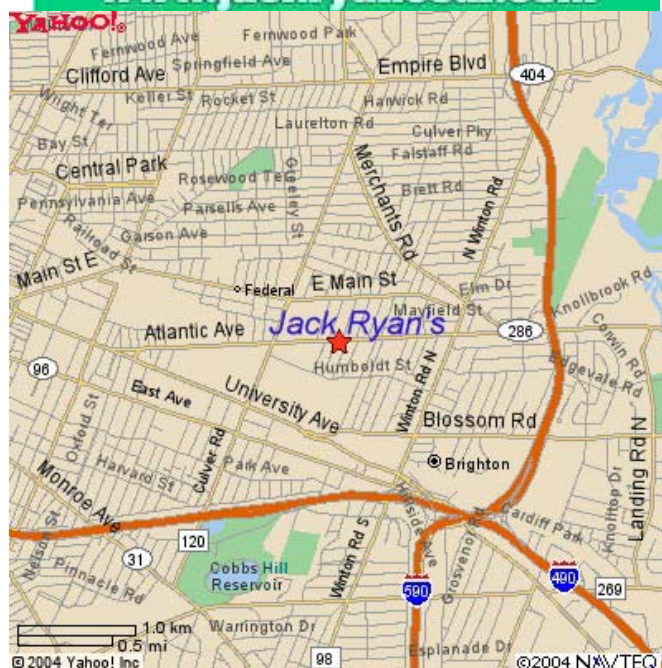 YAHOO!
Fernwood Ave
Fernwood Park
Springfield Ave
Clifford Ave
Empire Blvd
404
Keller St
Rocket St
Harwick Rd
Wright Ter
Laurelton Rd
Culver Pky
Bay St
Falstaff Rd
Central Park
Rosewood Terr
Greeley St
Merchants Rd
Brett Rd
N Winton Rd
Pennsylvania Ave
Parsells Ave
Railroad St
Garson Ave
Main St E
Federal
E Main St
Elm Dr
Knollbrook Rd
Mayfield St
Atlantic Ave
Jack Ryan's
286
Corwin Rd
Humboldt St
Edgevale Rd
96
East Ave
University Ave
Winton Rd N
Blossom Rd
Oxford St
Culver Rd
Park Ave
Brighton
Landing Rd N
Harvard St
Monroe Ave
Hillside Ave
Grosvenor Rd
Cardiff Park
Knolltop Dr
Nelson St
120
31
Cobbs Hill
Reservoir
Winton Rd S
590
490
269
Pinnacle Rd
1.0 km
0.5 mi
Warrington Dr
98
Esplanade Dr
©2004 Yahoo! Inc
©2004 NAVTEQ